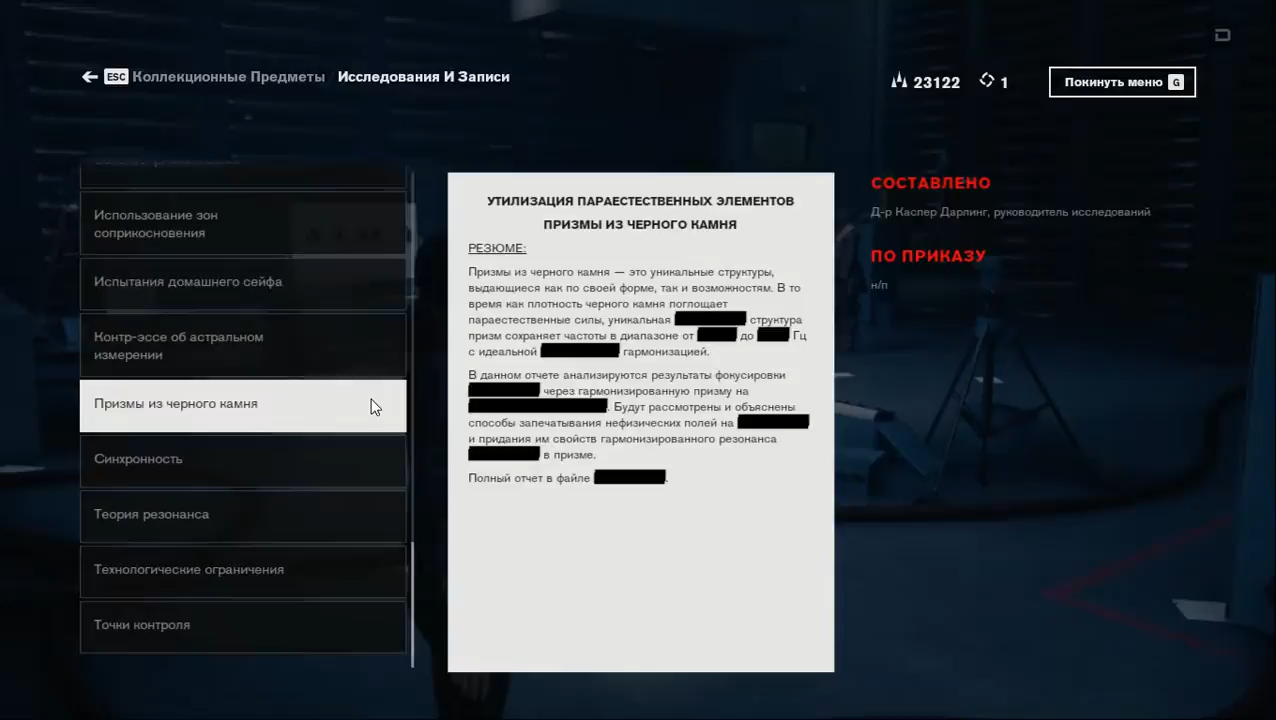 ESC Коллекционные Предметы Исследования И Записи
23122 1 Покинуть меню G
Использование зон
соприкосновения
Испытания домашнего сейфа
Контр-эссе об астральном
измерении
Призмы из черного камня
Синхронность
Теория резонанса
Технологические ограничения
Точки контроля
УТИЛИЗАЦИЯ ПАРАЕСТЕСТВЕННЫХ ЭЛЕМЕНТОВ
ПРИЗМЫ ИЗ ЧЕРНОГО КАМНЯ
РЕЗЮМЕ:
Призмы из черного камня — это уникальные структуры,
выдающиеся как по своей форме, так и возможностям. В то
время как плотность черного камня поглощает
параестественные силы, уникальная структура
призм сохраняет частоты в диапазоне от до Гц
с идеальной гармонизацией.
В данном отчете анализируются результаты фокусировки
через гармонизированную призму на
. Будут рассмотрены и объяснены
способы запечатывания нефизических полей на
и придания им свойств гармонизированного резонанса
в призме.
Полный отчет в файле .
СОСТАВЛЕНО
Д-р Каспер Дарлинг, руководитель исследований
ПО ПРИКАЗУ
н/п